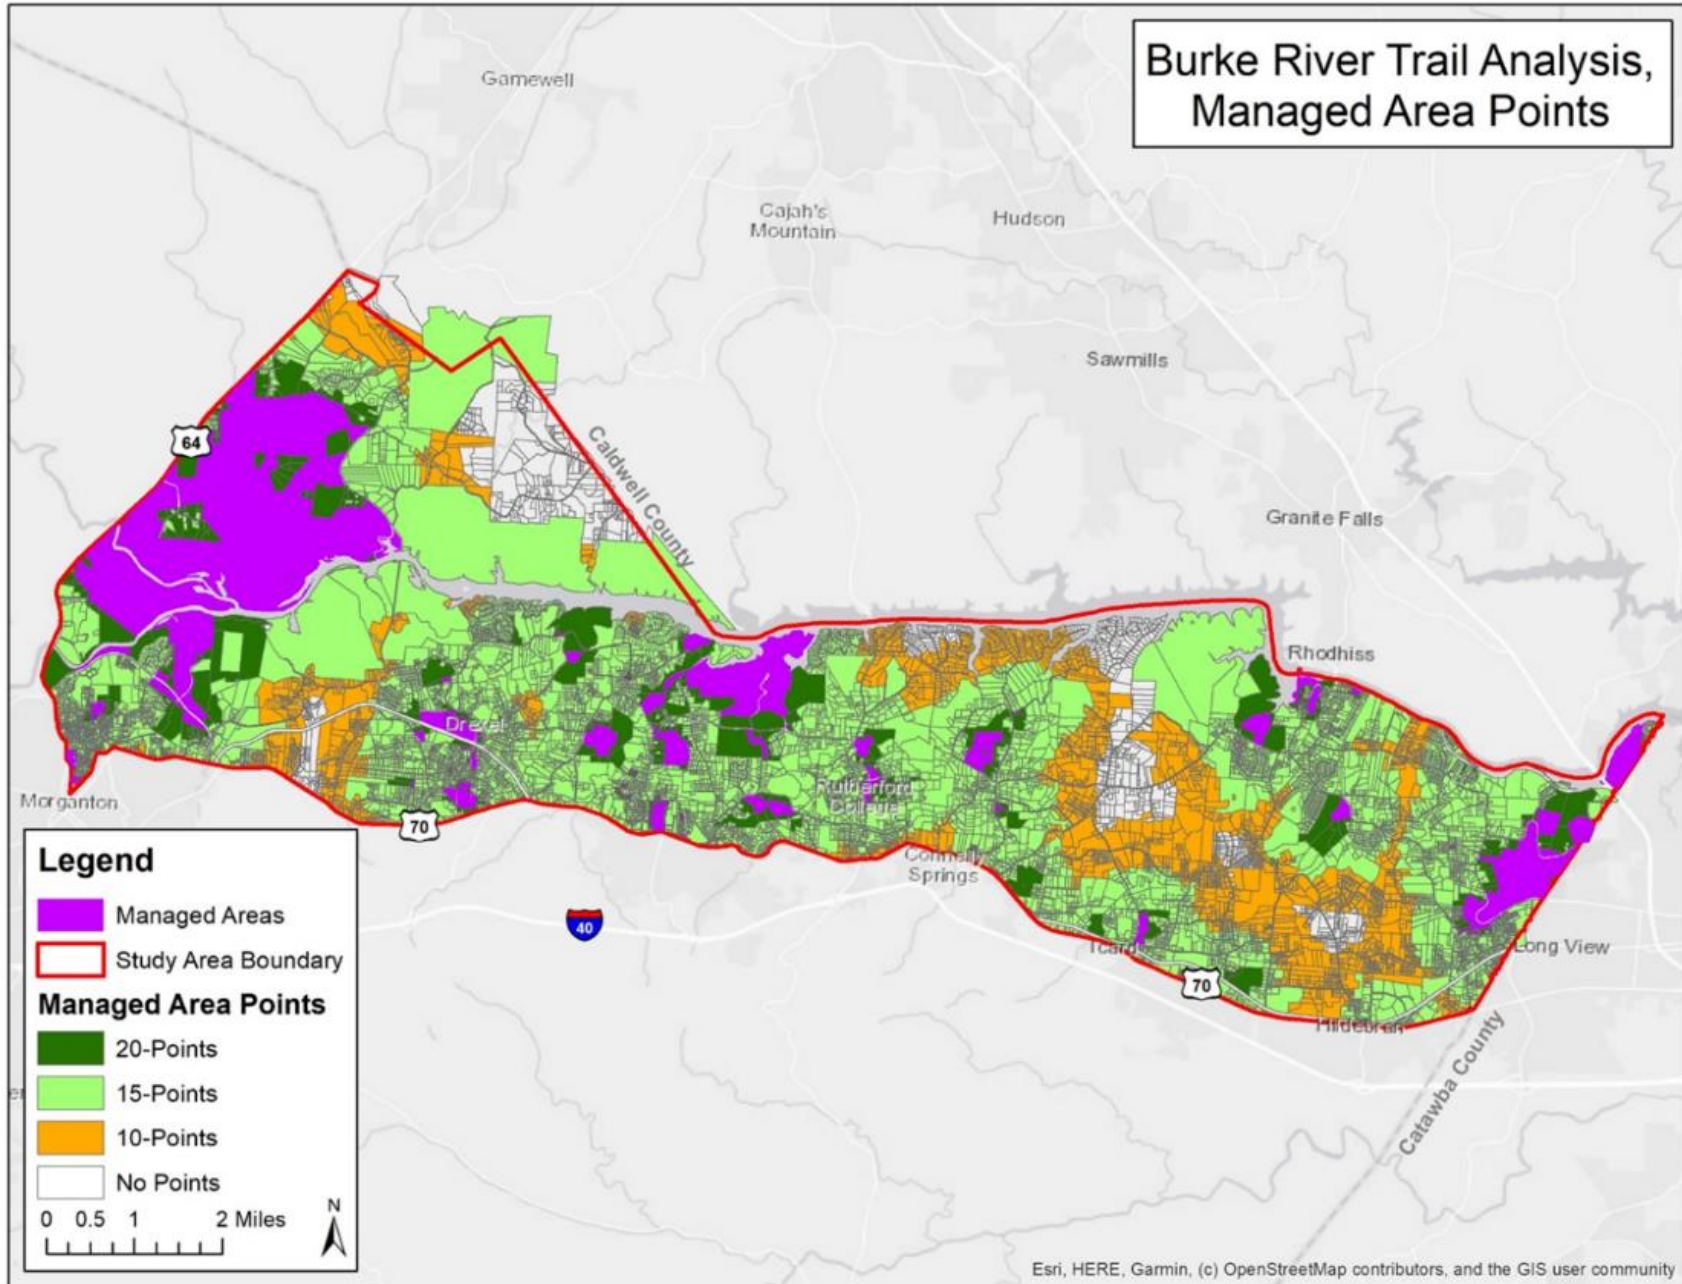 Burke River Trail Analysis,
Managed Area Points
Gamewell
Cajah's
Mountain
Hudson
Sawmills
64
Caldwell County
Granite Falls
Rhodhiss
Drexel
Morganton
Rutherford
College
70
Connelly
Springs
40
Icard
Long View
70
Hildebran
Catawba County
Legend
Managed Areas
Study Area Boundary
Managed Area Points
20-Points
15-Points
10-Points
No Points
0 0.5 1 2 Miles
N
Esri, HERE, Garmin, (c) OpenStreetMap contributors, and the GIS user community